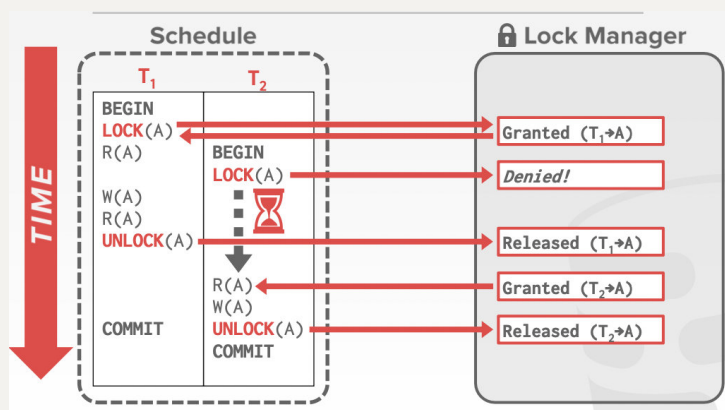 Schedule
Lock Manager
TIME
T₁
T₂
BEGIN
LOCK(A)
R(A)
W(A)
R(A)
UNLOCK(A)
COMMIT
BEGIN
LOCK(A)
R(A)
W(A)
UNLOCK(A)
COMMIT
Granted (T₁→A)
Denied!
Released (T₁→A)
Granted (T₂→A)
Released (T₂→A)